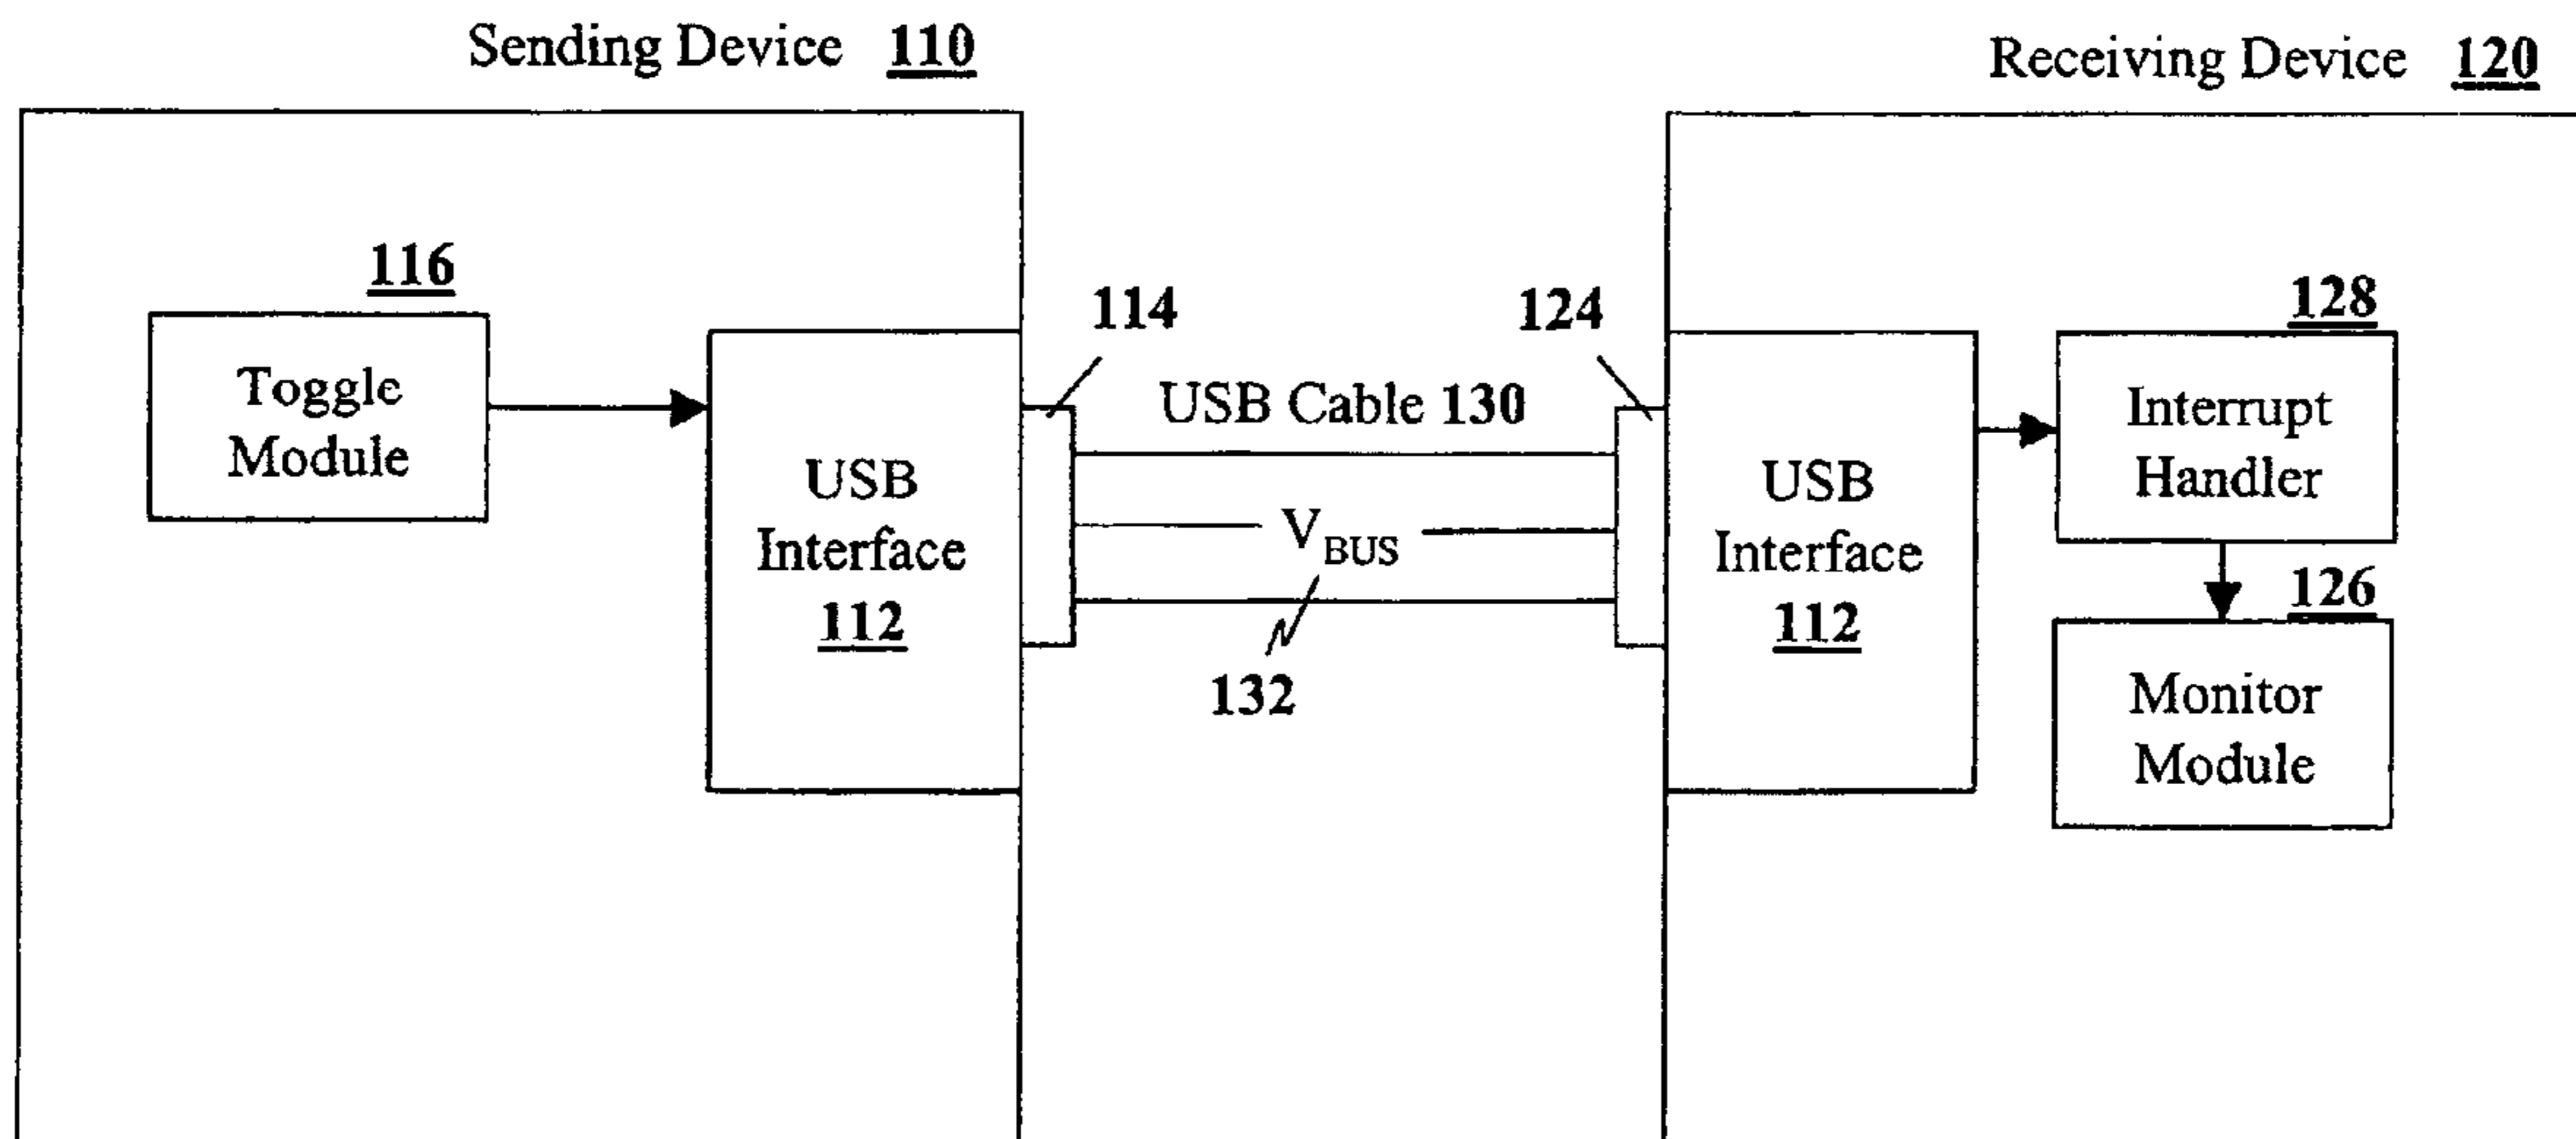 Sending Device 110
Receiving Device 120
116
Toggle
Module
USB
Interface
112
114
USB Cable 130
VBUS
132
124
USB
Interface
112
128
Interrupt
Handler
126
Monitor
Module